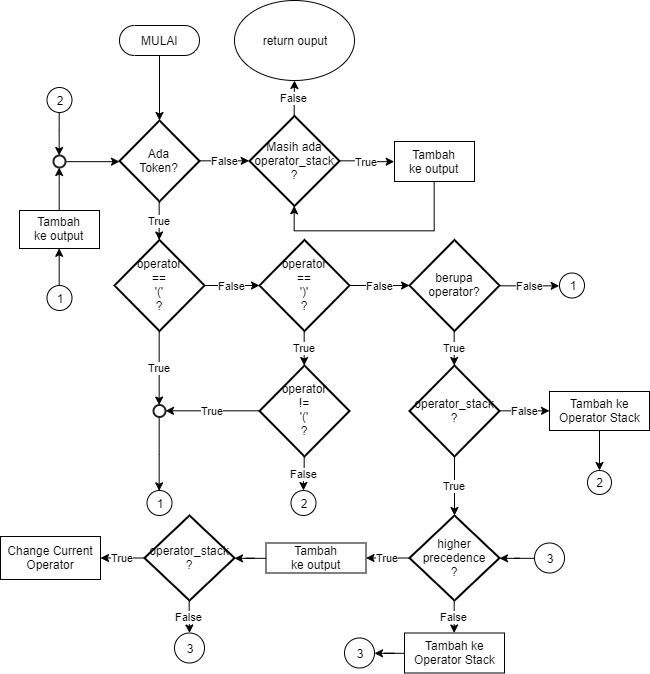 MULAI
return ouput
2
False
Ada
Token?
False
Masih ada
operator_stack
?
True
Tambah
ke output
Tambah
ke output
True
1
operator
==
'('
?
False
operator
==
')'
?
False
berupa
operator?
False
1
True
True
True
operator
!=
'('
?
True
operator_stack
?
False
Tambah ke
Operator Stack
False
True
2
1
2
Change Current
Operator
True
operator_stack
?
Tambah
ke output
True
higher
precedence
?
3
False
False
3
3
Tambah ke
Operator Stack